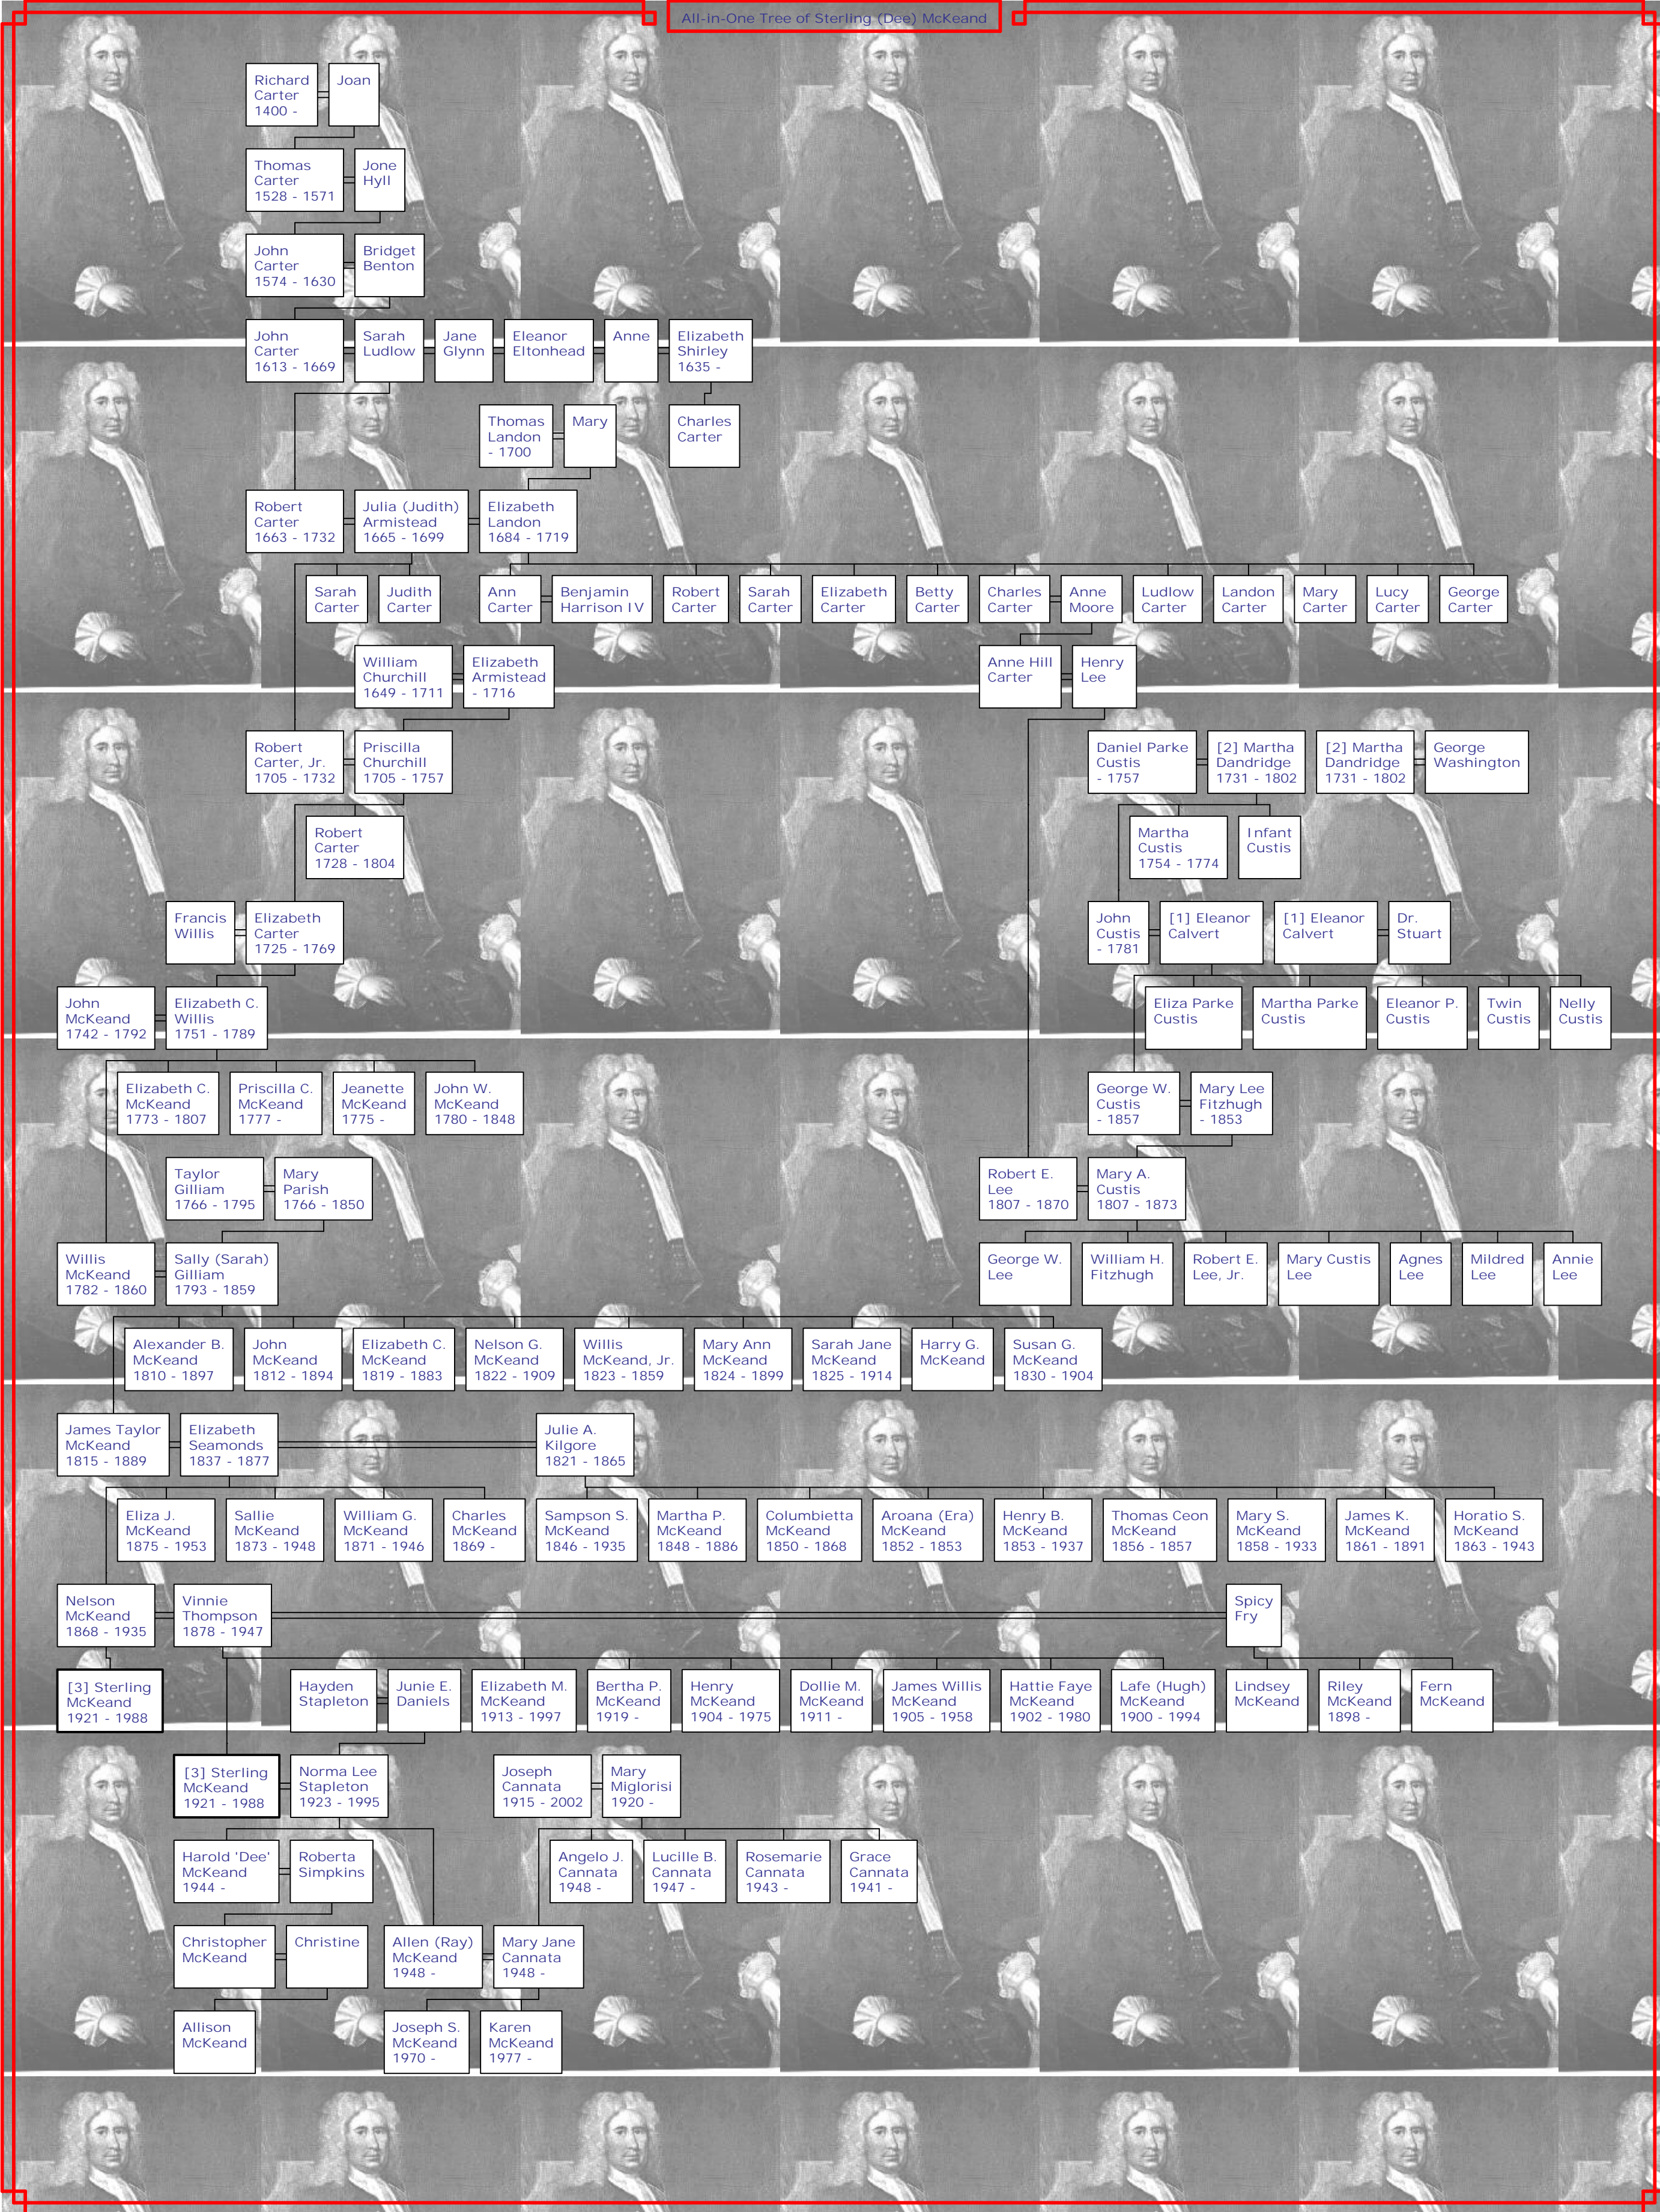 All-in-One Tree of Sterling (Dee) McKeand
Richard
Carter
1400 -
Joan
Thomas
Carter
1528 - 1571
Jone
Hyll
John
Carter
1574 - 1630
Bridget
Benton
John
Carter
1613 - 1669
Sarah
Ludlow
Jane
Glynn
Eleanor
Eltonhead
Anne
Elizabeth
Shirley
1635 -
Thomas
Landon
- 1700
Mary
Charles
Carter
Robert
Carter
1663 - 1732
Julia (Judith)
Armistead
1665 - 1699
Elizabeth
Landon
1684 - 1719
Sarah
Carter
Judith
Carter
Ann
Carter
Benjamin
Harrison IV
Robert
Carter
Sarah
Carter
Elizabeth
Carter
Betty
Carter
Charles
Carter
Anne
Moore
Ludlow
Carter
Landon
Carter
Mary
Carter
Lucy
Carter
George
Carter
William
Churchill
1649 - 1711
Elizabeth
Armistead
- 1716
Anne Hill
Carter
Henry
Lee
Robert
Carter, Jr.
1705 - 1732
Priscilla
Churchill
1705 - 1757
Daniel Parke
Custis
- 1757
[2] Martha
Dandridge
1731 - 1802
[2] Martha
Dandridge
1731 - 1802
George
Washington
Robert
Carter
1728 - 1804
Martha
Custis
1754 - 1774
Infant
Custis
Francis
Willis
Elizabeth
Carter
1725 - 1769
John
Custis
- 1781
[1] Eleanor
Calvert
[1] Eleanor
Calvert
Dr.
Stuart
John
McKeand
1742 - 1792
Elizabeth C.
Willis
1751 - 1789
Eliza Parke
Custis
Martha Parke
Custis
Eleanor P.
Custis
Twin
Custis
Nelly
Custis
Elizabeth C.
McKeand
1773 - 1807
Priscilla C.
McKeand
1777 -
Jeanette
McKeand
1775 -
John W.
McKeand
1780 - 1848
George W.
Custis
- 1857
Mary Lee
Fitzhugh
- 1853
Taylor
Gilliam
1766 - 1795
Mary
Parish
1766 - 1850
Robert E.
Lee
1807 - 1870
Mary A.
Custis
1807 - 1873
Willis
McKeand
1782 - 1860
Sally (Sarah)
Gilliam
1793 - 1859
George W.
Lee
William H.
Fitzhugh
Robert E.
Lee, Jr.
Mary Custis
Lee
Agnes
Lee
Mildred
Lee
Annie
Lee
Alexander B.
McKeand
1810 - 1897
John
McKeand
1812 - 1894
Elizabeth C.
McKeand
1819 - 1883
Nelson G.
McKeand
1822 - 1909
Willis
McKeand, Jr.
1823 - 1859
Mary Ann
McKeand
1824 - 1899
Sarah Jane
McKeand
1825 - 1914
Harry G.
McKeand
Susan G.
McKeand
1830 - 1904
James Taylor
McKeand
1815 - 1889
Elizabeth
Seamonds
1837 - 1877
Julie A.
Kilgore
1821 - 1865
Eliza J.
McKeand
1875 - 1953
Sallie
McKeand
1873 - 1948
William G.
McKeand
1871 - 1946
Charles
McKeand
1869 -
Sampson S.
McKeand
1846 - 1935
Martha P.
McKeand
1848 - 1886
Columbietta
McKeand
1850 - 1868
Aroana (Era)
McKeand
1852 - 1853
Henry B.
McKeand
1853 - 1937
Thomas Ceon
McKeand
1856 - 1857
Mary S.
McKeand
1858 - 1933
James K.
McKeand
1861 - 1891
Horatio S.
McKeand
1863 - 1943
Nelson
McKeand
1868 - 1935
Vinnie
Thompson
1878 - 1947
Spicy
Fry
[3] Sterling
McKeand
1921 - 1988
Hayden
Stapleton
Junie E.
Daniels
Elizabeth M.
McKeand
1913 - 1997
Bertha P.
McKeand
1919 -
Henry
McKeand
1904 - 1975
Dollie M.
McKeand
1911 -
James Willis
McKeand
1905 - 1958
Hattie Faye
McKeand
1902 - 1980
Lafe (Hugh)
McKeand
1900 - 1994
Lindsey
McKeand
Riley
McKeand
1898 -
Fern
McKeand
[3] Sterling
McKeand
1921 - 1988
Norma Lee
Stapleton
1923 - 1995
Joseph
Cannata
1915 - 2002
Mary
Miglorisi
1920 -
Harold 'Dee'
McKeand
1944 -
Roberta
Simpkins
Angelo J.
Cannata
1948 -
Lucille B.
Cannata
1947 -
Rosemarie
Cannata
1943 -
Grace
Cannata
1941 -
Christopher
McKeand
Christine
Allen (Ray)
McKeand
1948 -
Mary Jane
Cannata
1948 -
Allison
McKeand
Joseph S.
McKeand
1970 -
Karen
McKeand
1977 -